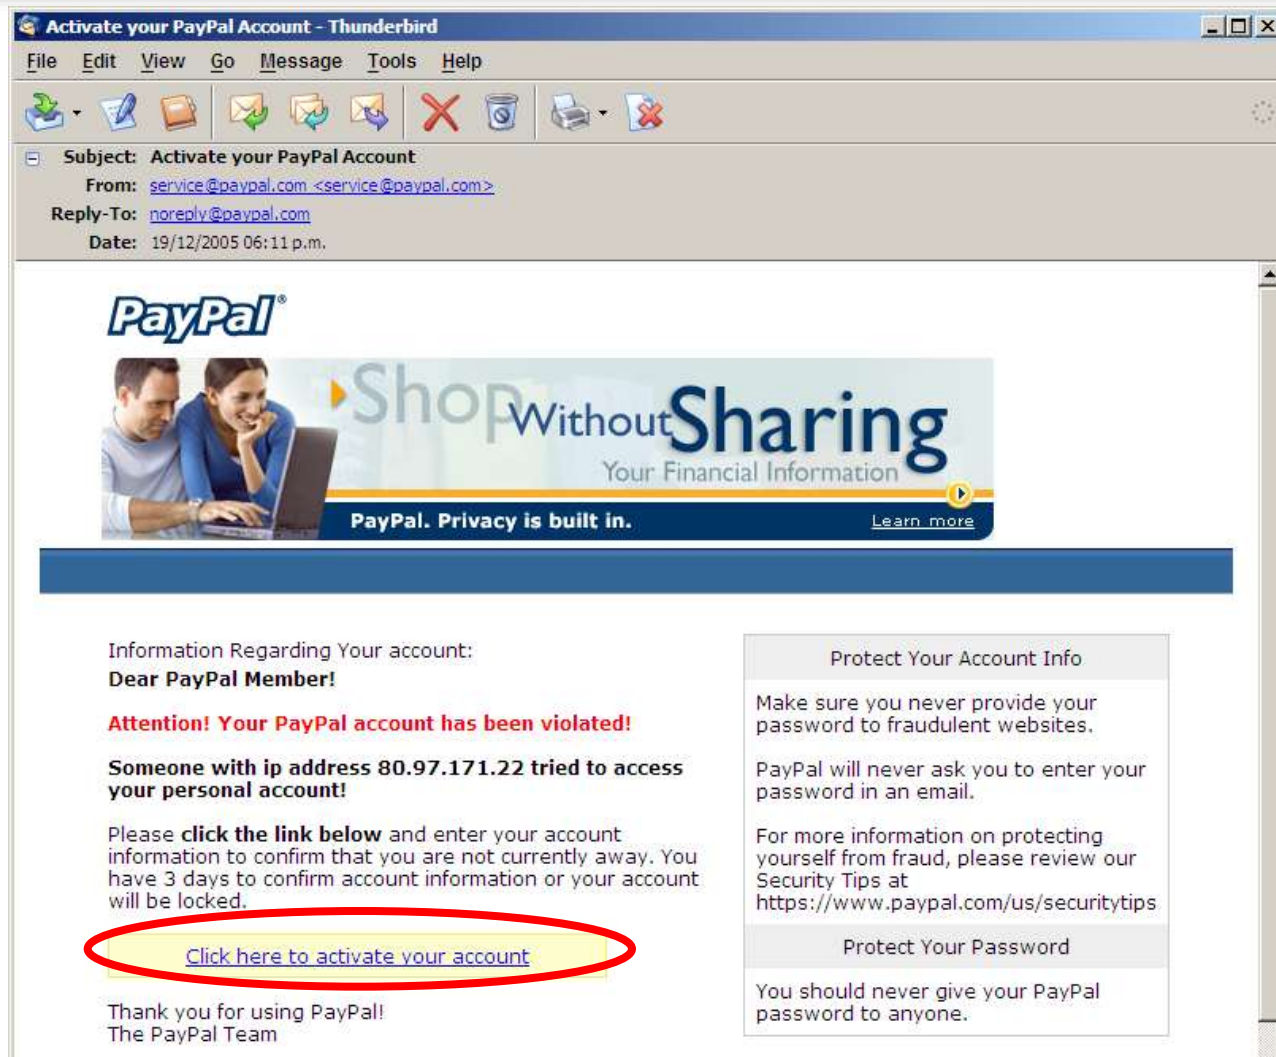 Activate your PayPal Account - Thunderbird
File Edit View Go Message Tools Help
Subject: Activate your PayPal Account
From: service@paypal.com <service@paypal.com>
Reply-To: noreply@paypal.com
Date: 19/12/2005 06:11 p.m.
PayPal®
Shop Without Sharing
Your Financial Information
PayPal. Privacy is built in. Learn more
Information Regarding Your account:
Dear PayPal Member!
Attention! Your PayPal account has been violated!
Someone with ip address 80.97.171.22 tried to access
your personal account!
Please click the link below and enter your account
information to confirm that you are not currently away. You
have 3 days to confirm account information or your account
will be locked.
Click here to activate your account
Thank you for using PayPal!
The PayPal Team
Protect Your Account Info
Make sure you never provide your
password to fraudulent websites.
PayPal will never ask you to enter your
password in an email.
For more information on protecting
yourself from fraud, please review our
Security Tips at
https://www.paypal.com/us/securitytips
Protect Your Password
You should never give your PayPal
password to anyone.